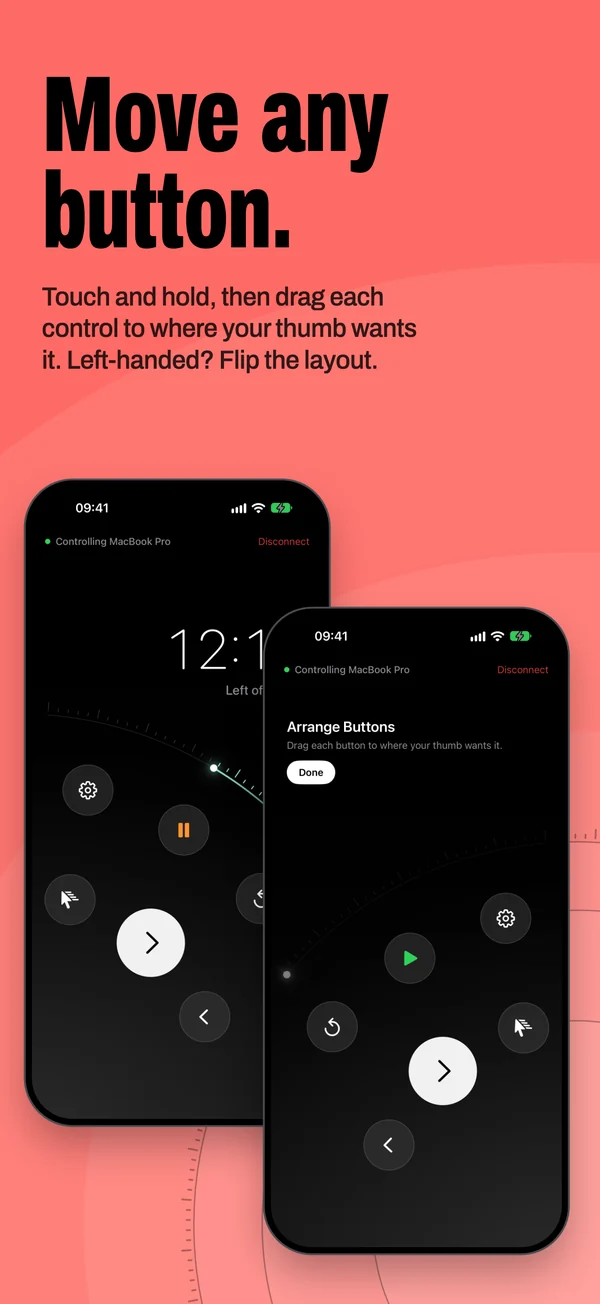 Move any
button.
Touch and hold, then drag each
control to where your thumb wants
it. Left-handed? Flip the layout.
09:41
Controlling MacBook Pro
Disconnect
12:1
Left of
09:41
Controlling MacBook Pro
Disconnect
Arrange Buttons
Drag each button to where your thumb wants it.
Done